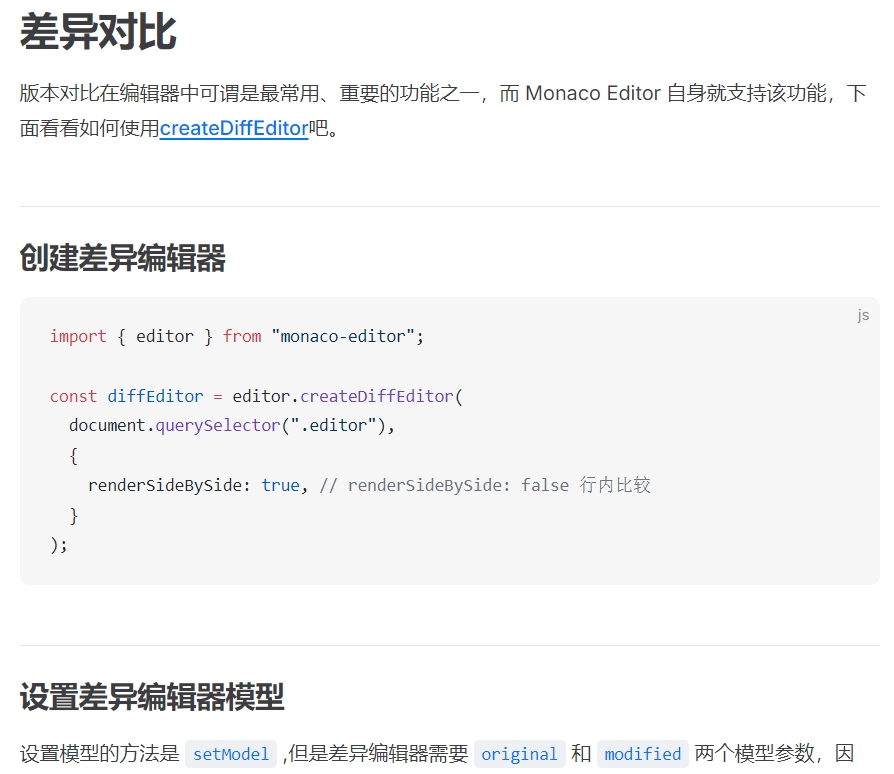 差异对比
版本对比在编辑器中可谓是最常用、重要的功能之一，而 Monaco Editor 自身就支持该功能，下
面看看如何使用createDiffEditor吧。
创建差异编辑器
js
import { editor } from "monaco-editor";
const diffEditor = editor.createDiffEditor(
  document.querySelector(".editor"),
  {
    renderSideBySide: true, // renderSideBySide: false 行内比较
  }
);
设置差异编辑器模型
设置模型的方法是 setModel ,但是差异编辑器需要 original 和 modified 两个模型参数，因